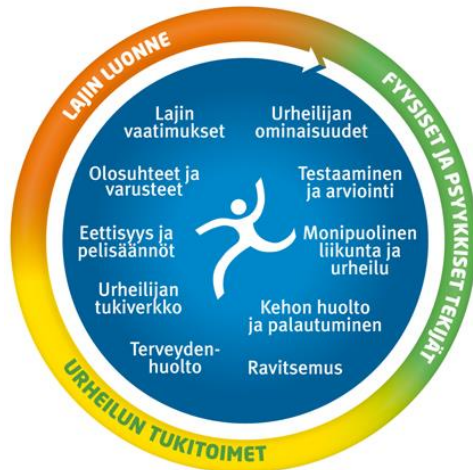 LAJIN LUONNE
FYYSISET JA PSYYKKISET TEKIJÄT
URHEILUN TUKITOIMET
Lajin
vaatimukset
Urheilijan
ominaisuudet
Olosuhteet ja
varusteet
Testaaminen
ja arviointi
Eettisyys ja
pelisäännöt
Monipuolinen
liikunta ja
urheilu
Urheilijan
tukiverkko
Kehon huolto
ja palautuminen
Terveyden-
huolto
Ravitsemus